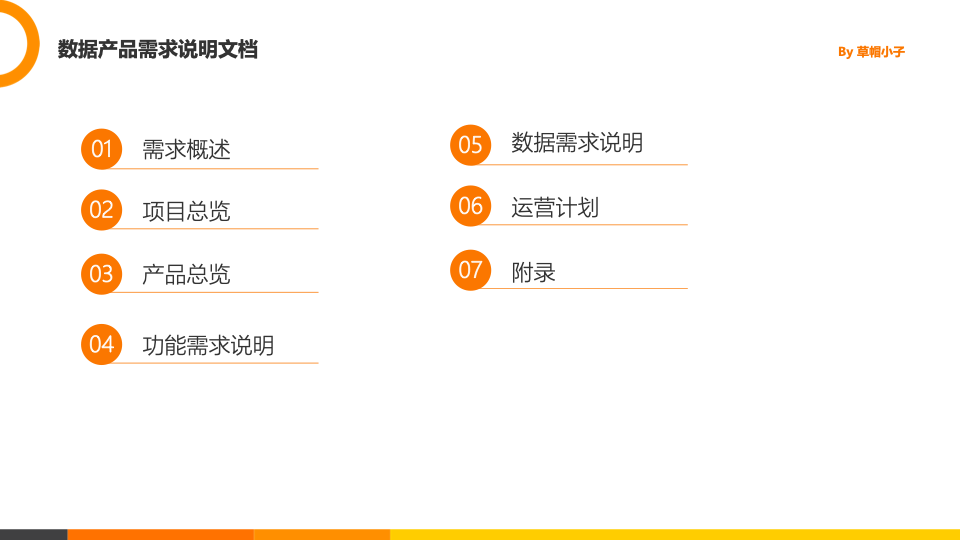 数据产品需求说明文档
By 草帽小子
01 需求概述
02 项目总览
03 产品总览
04 功能需求说明
05 数据需求说明
06 运营计划
07 附录